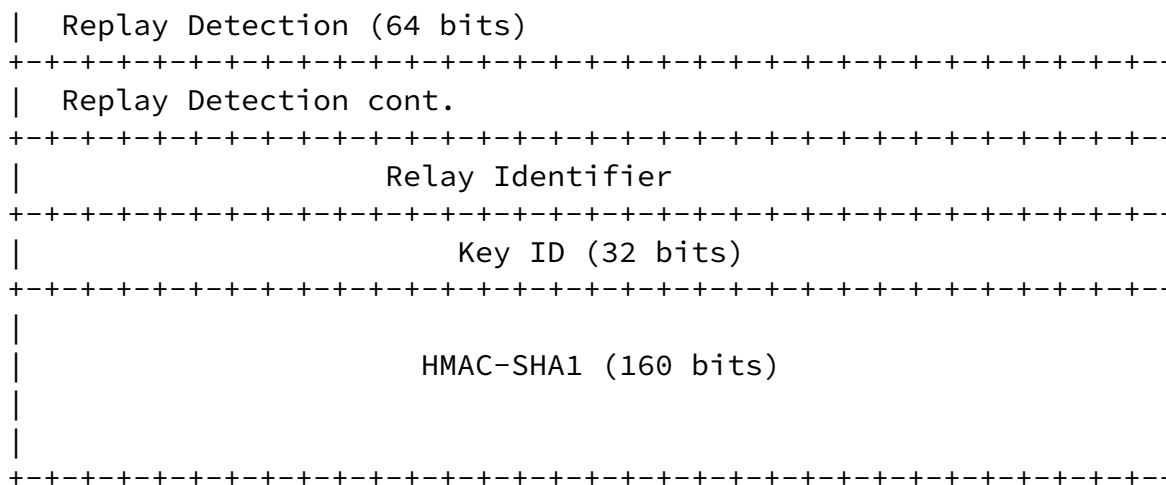 |  Replay Detection (64 bits)
+-+-+-+-+-+-+-+-+-+-+-+-+-+-+-+-+-+-+-+-+-+-+-+-+-+-+-+-+-+-+-+--
|  Replay Detection cont.
+-+-+-+-+-+-+-+-+-+-+-+-+-+-+-+-+-+-+-+-+-+-+-+-+-+-+-+-+-+-+-+--
|                    Relay Identifier
+-+-+-+-+-+-+-+-+-+-+-+-+-+-+-+-+-+-+-+-+-+-+-+-+-+-+-+-+-+-+-+--
|                        Key ID (32 bits)
+-+-+-+-+-+-+-+-+-+-+-+-+-+-+-+-+-+-+-+-+-+-+-+-+-+-+-+-+-+-+-+--
|
|                      HMAC-SHA1 (160 bits)
|
|
+-+-+-+-+-+-+-+-+-+-+-+-+-+-+-+-+-+-+-+-+-+-+-+-+-+-+-+-+-+-+-+--